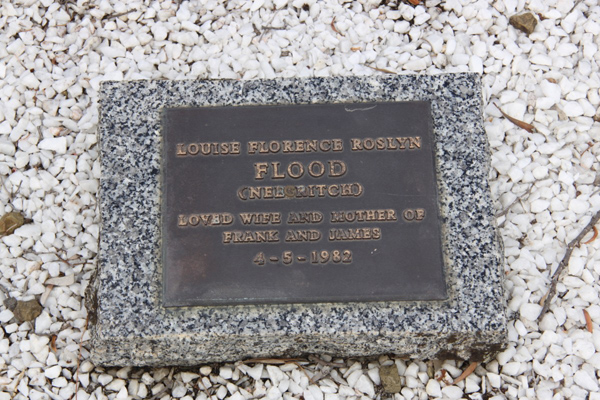 LOUISE FLORENCE ROSLYN
FLOOD
(NEE RITCH)
LOVED WIFE AND MOTHER OF
FRANK AND JAMES
4-5-1982